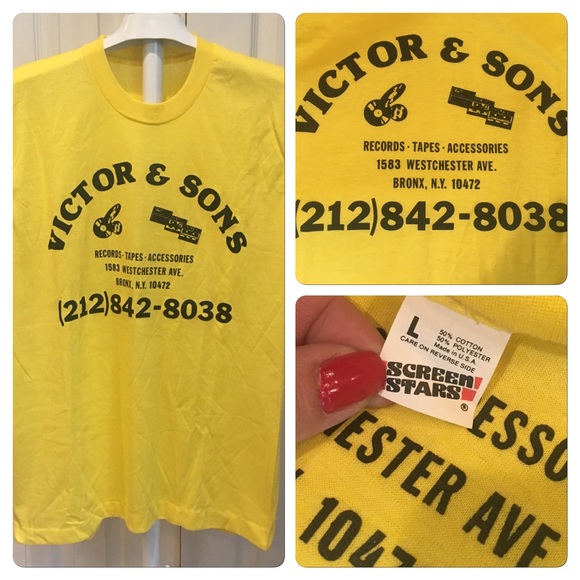 VICTOR & SONS
RECORDS · TAPES · ACCESSORIES
1583 WESTCHESTER AVE.
BRONX, N.Y. 10472
(212)842-8038
VICTOR & SONS
RECORDS · TAPES · ACCESSORIES
1583 WESTCHESTER AVE.
BRONX, N.Y. 10472
(212)842-8038
L
50% COTTON
50% POLYESTER
Made in U.S.A.
CARE ON REVERSE SIDE
SCREEN
STARS
®
ESSO
HESTER AVE
1047